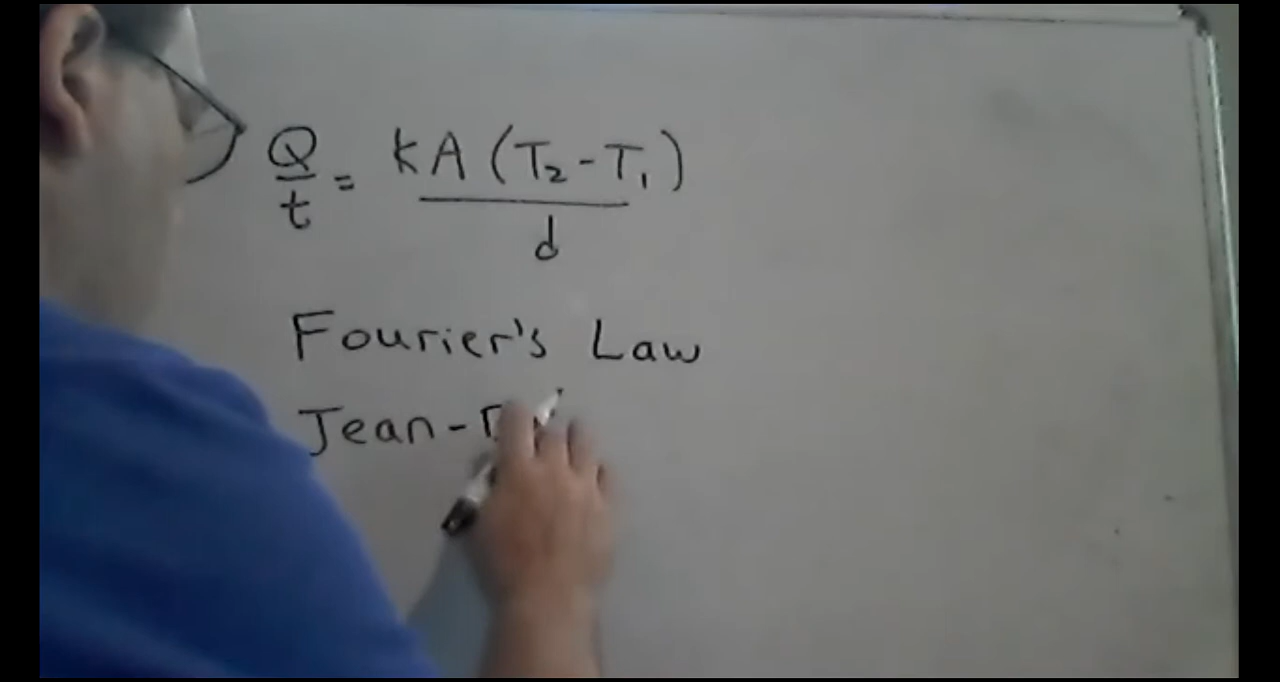 Q/t = kA(T₂-T₁)/d
Fourier's Law
Jean-